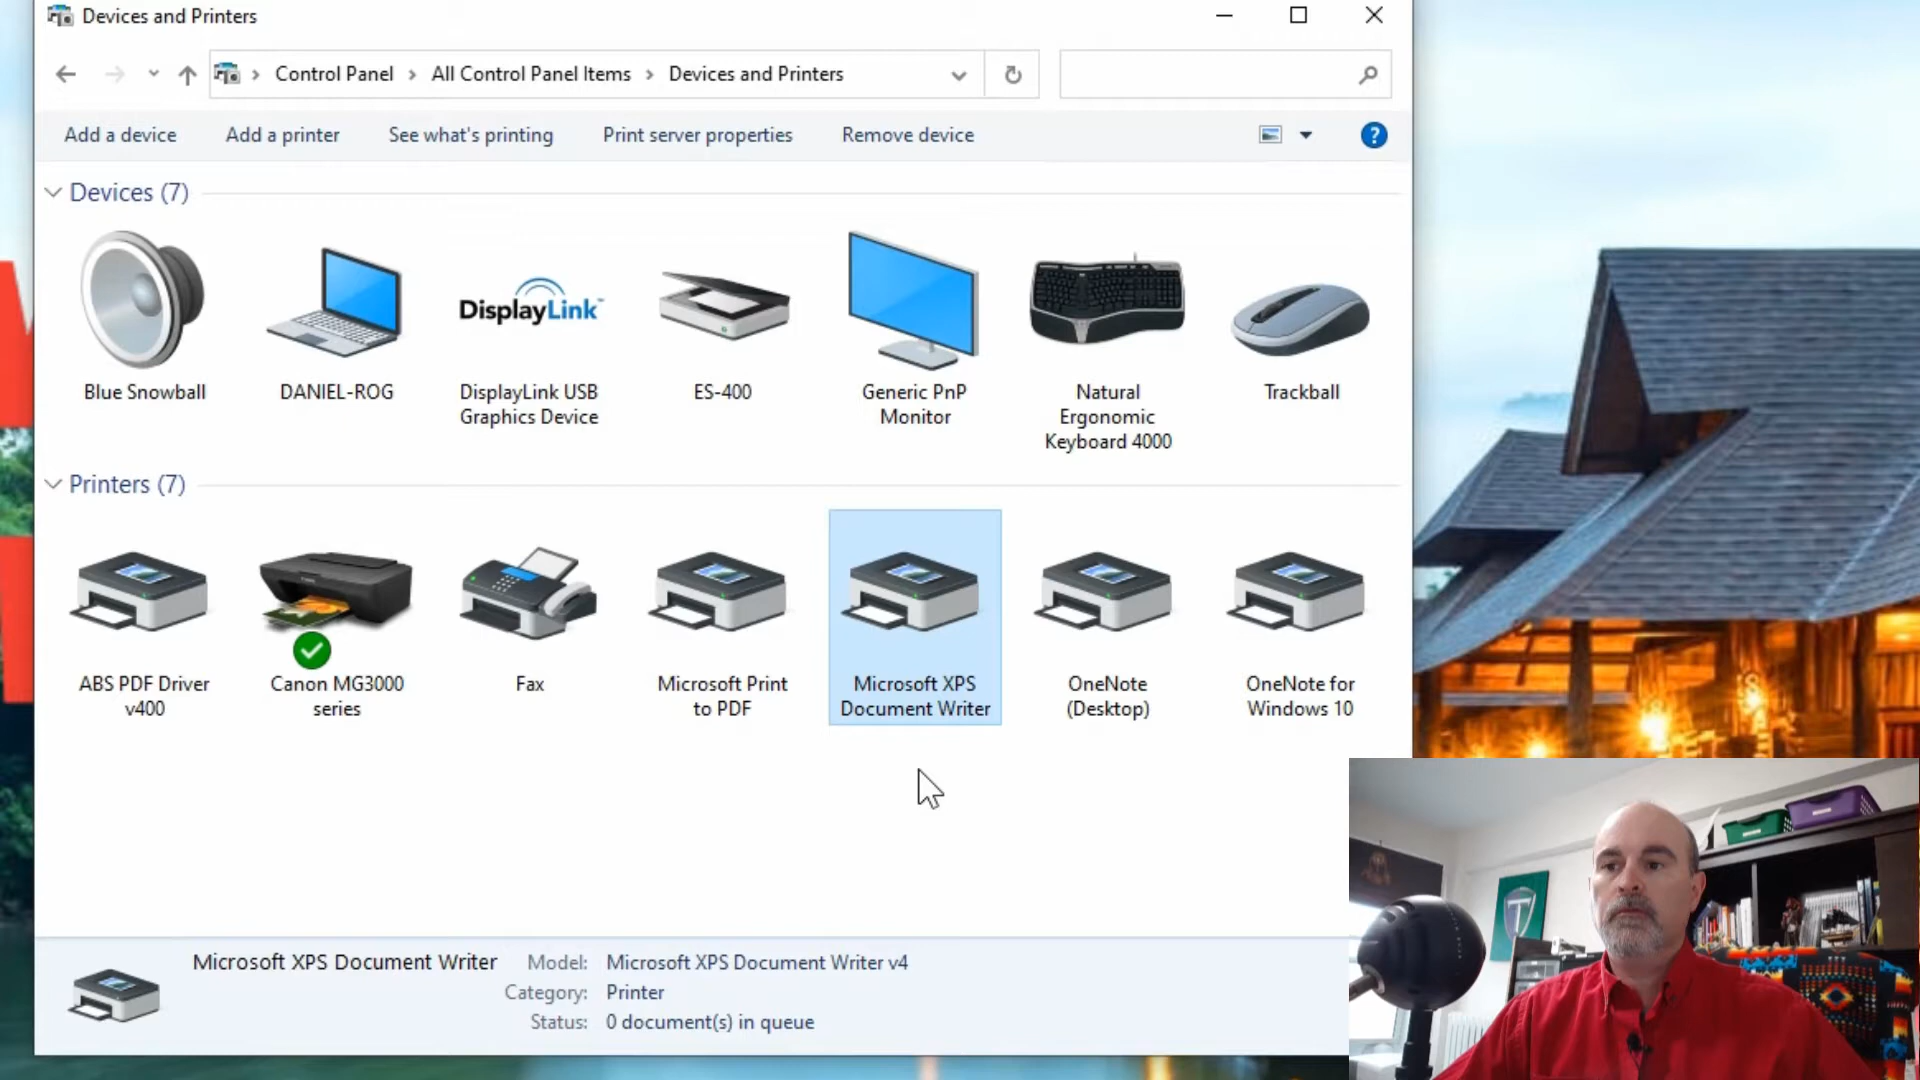 Devices and Printers
Control Panel > All Control Panel Items > Devices and Printers
Add a device Add a printer See what's printing Print server properties Remove device ?
Devices (7)
DisplayLink™
Blue Snowball
DANIEL-ROG
DisplayLink USB
Graphics Device
ES-400
Generic PnP
Monitor
Natural
Ergonomic
Keyboard 4000
Trackball
Printers (7)
ABS PDF Driver
v400
Canon MG3000
series
Fax
Microsoft Print
to PDF
Microsoft XPS
Document Writer
OneNote
(Desktop)
OneNote for
Windows 10
Microsoft XPS Document Writer Model: Microsoft XPS Document Writer v4
Category: Printer
Status: 0 document(s) in queue